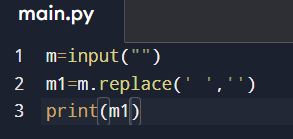 main.py
1 m=input("")
2 m1=m.replace(' ','')
3 print(m1)